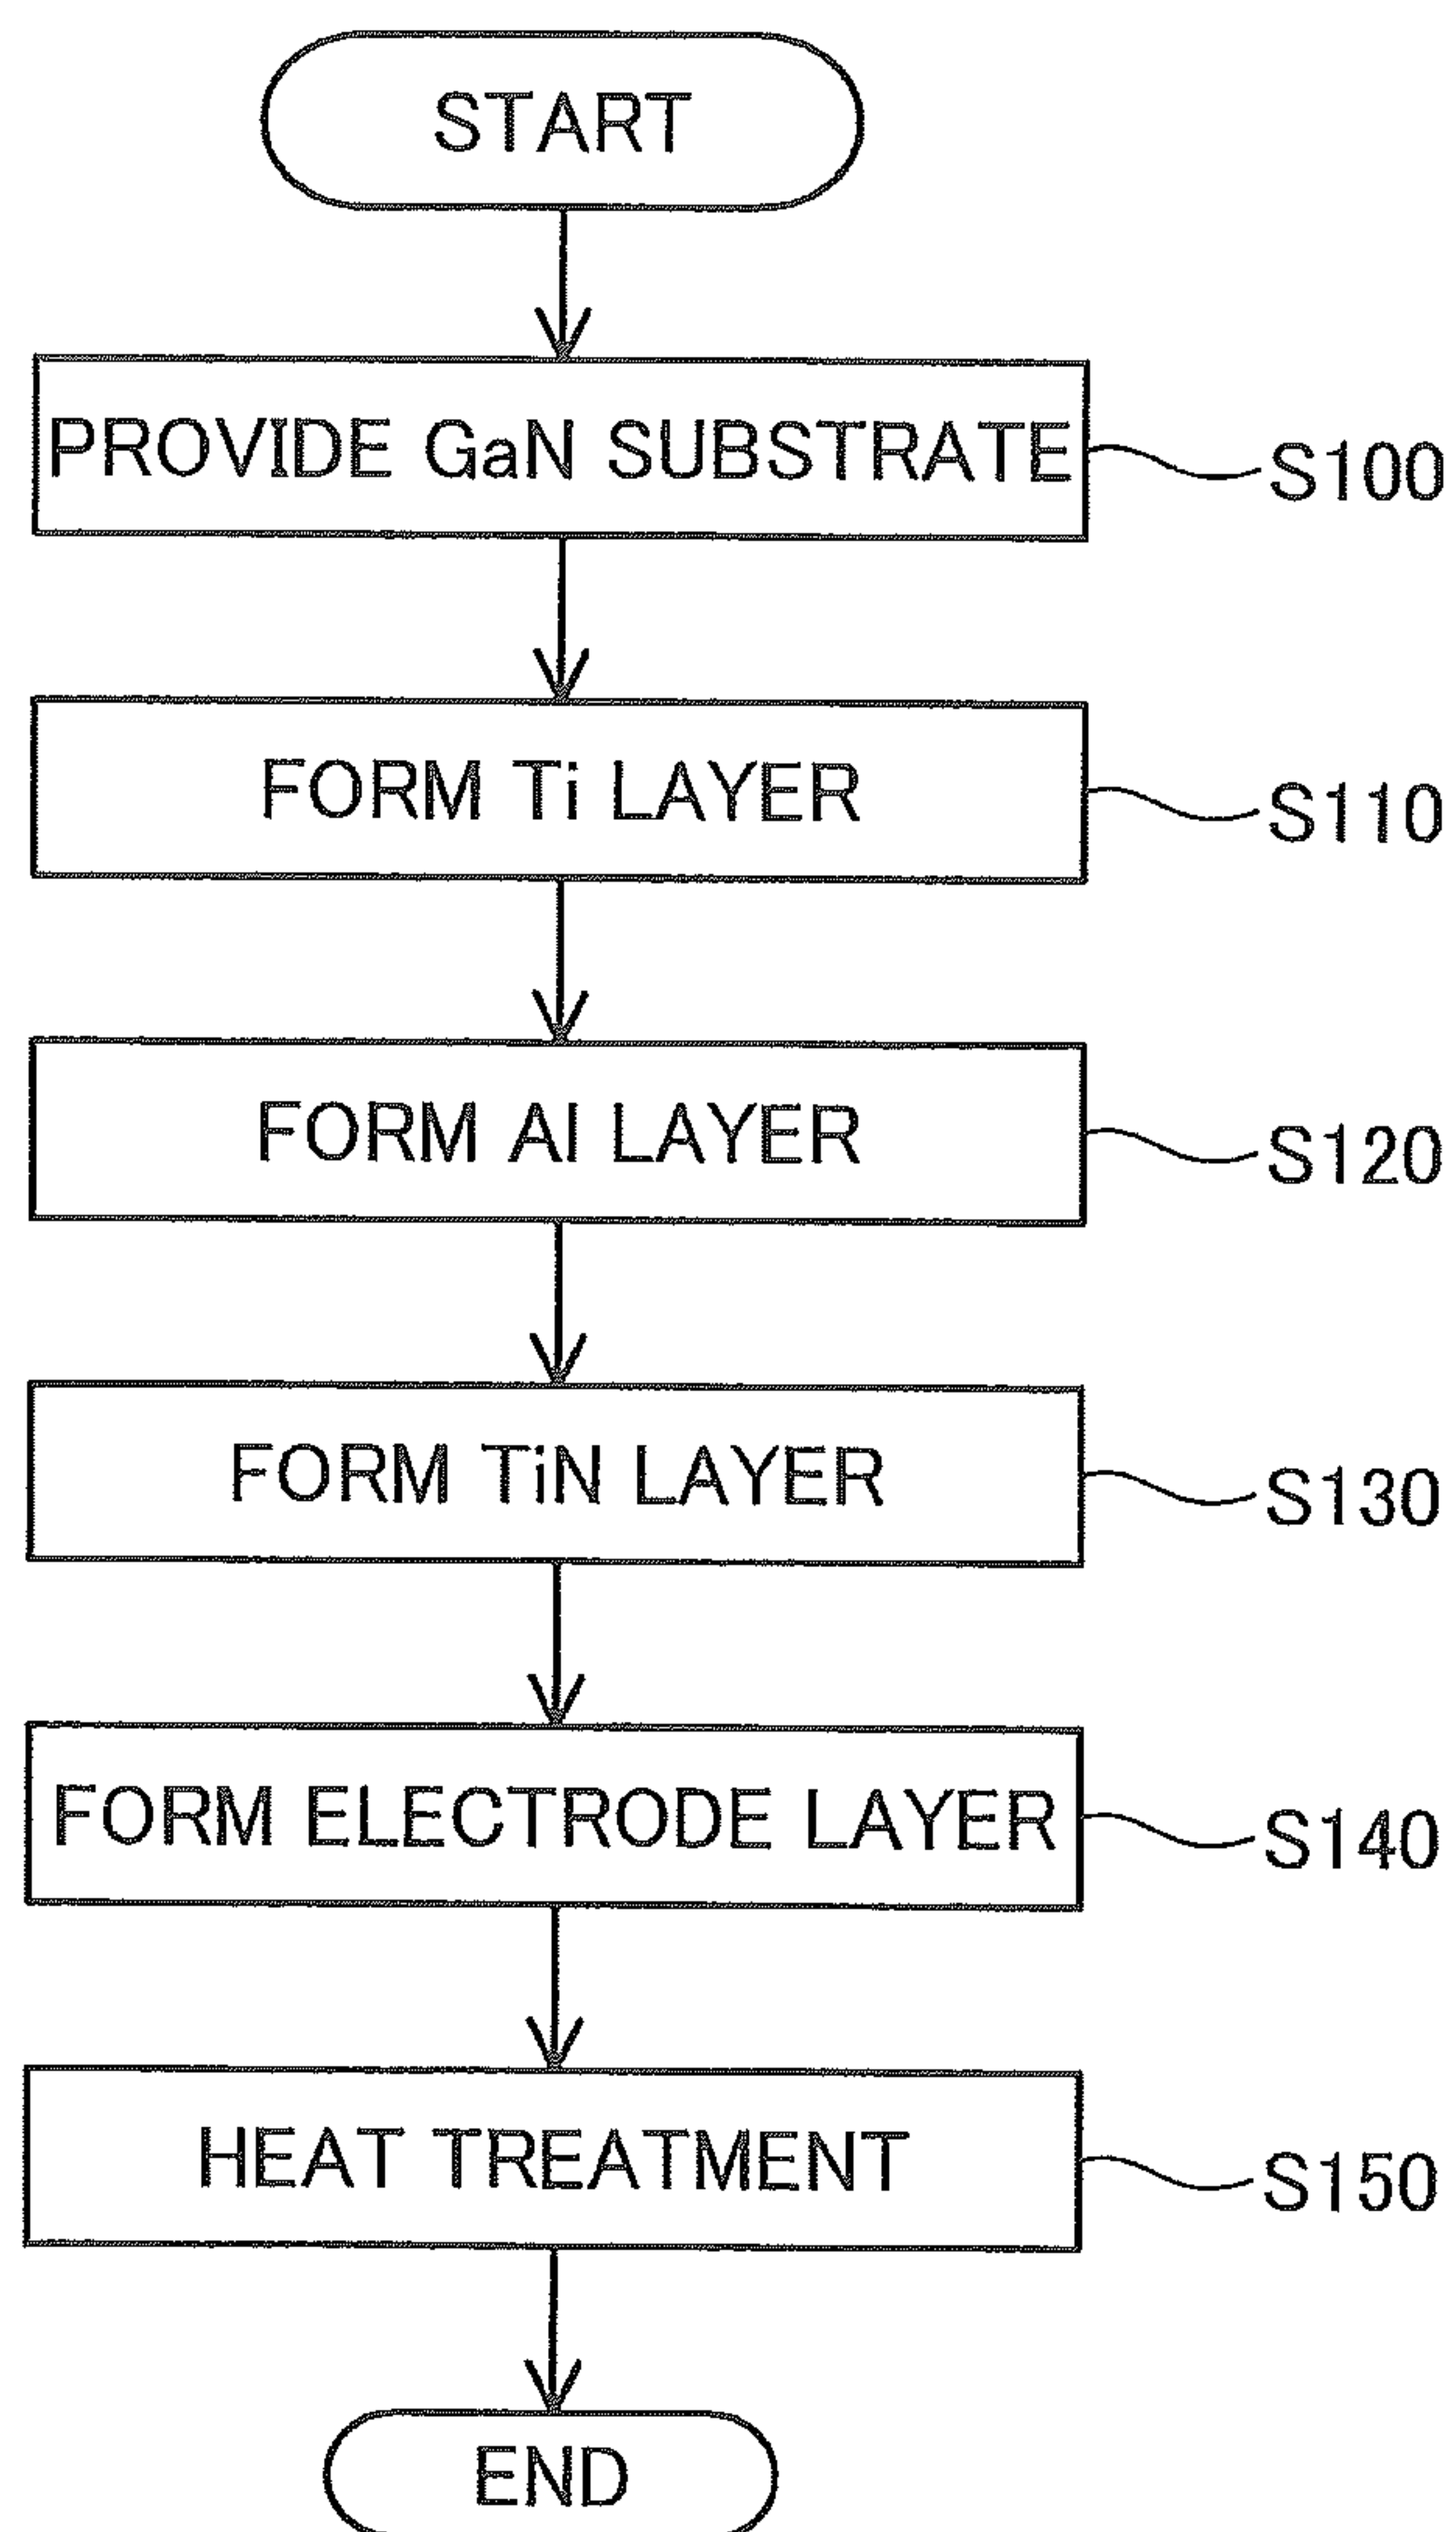 START
PROVIDE GaN SUBSTRATE
S100
FORM Ti LAYER
S110
FORM Al LAYER
S120
FORM TiN LAYER
S130
FORM ELECTRODE LAYER
S140
HEAT TREATMENT
S150
END